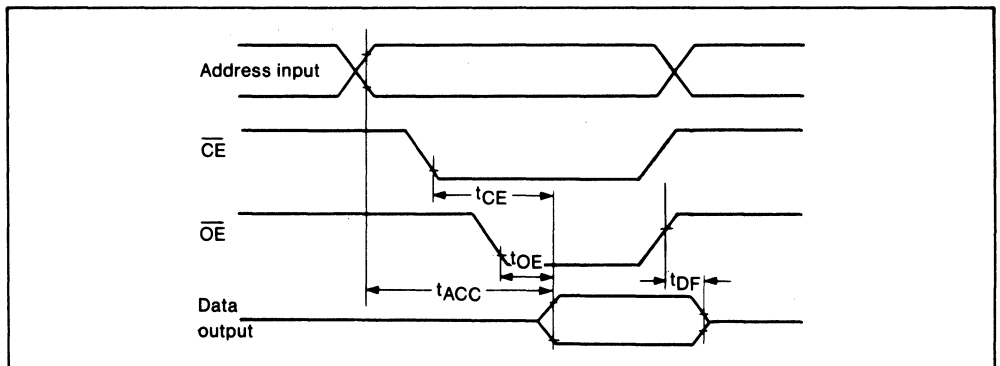 Address input
CE
tCE
OE
tOE
tACC
tDF
Data
output